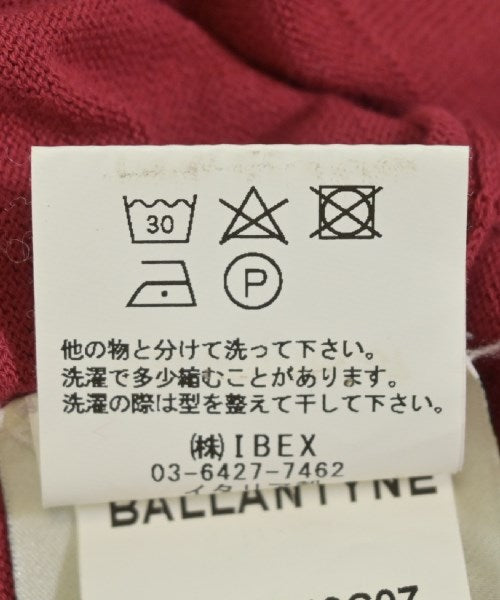 30
P
他の物と分けて洗って下さい。
洗濯で多少縮むことがあります。
洗濯の際は型を整えて干して下さい。
㈱IBEX
03-6427-7462
BALLANTYNE